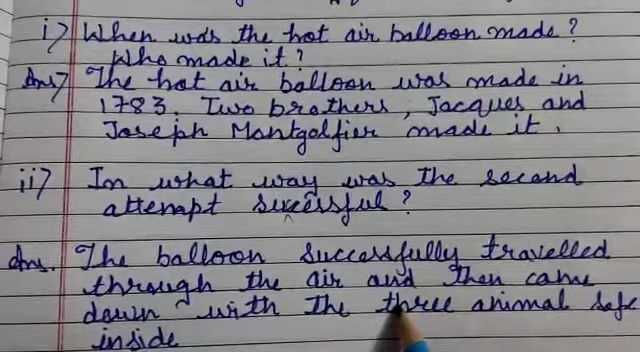 i) When was the hot air balloon made?
Who made it?
Ans) The hot air balloon was made in
1783. Two brothers, Jacques and
Joseph Montgolfier made it.
ii) In what way was the second
attempt sucessful?
Ans. The balloon successfully travelled
through the air and then came
down with the three animal safe
inside